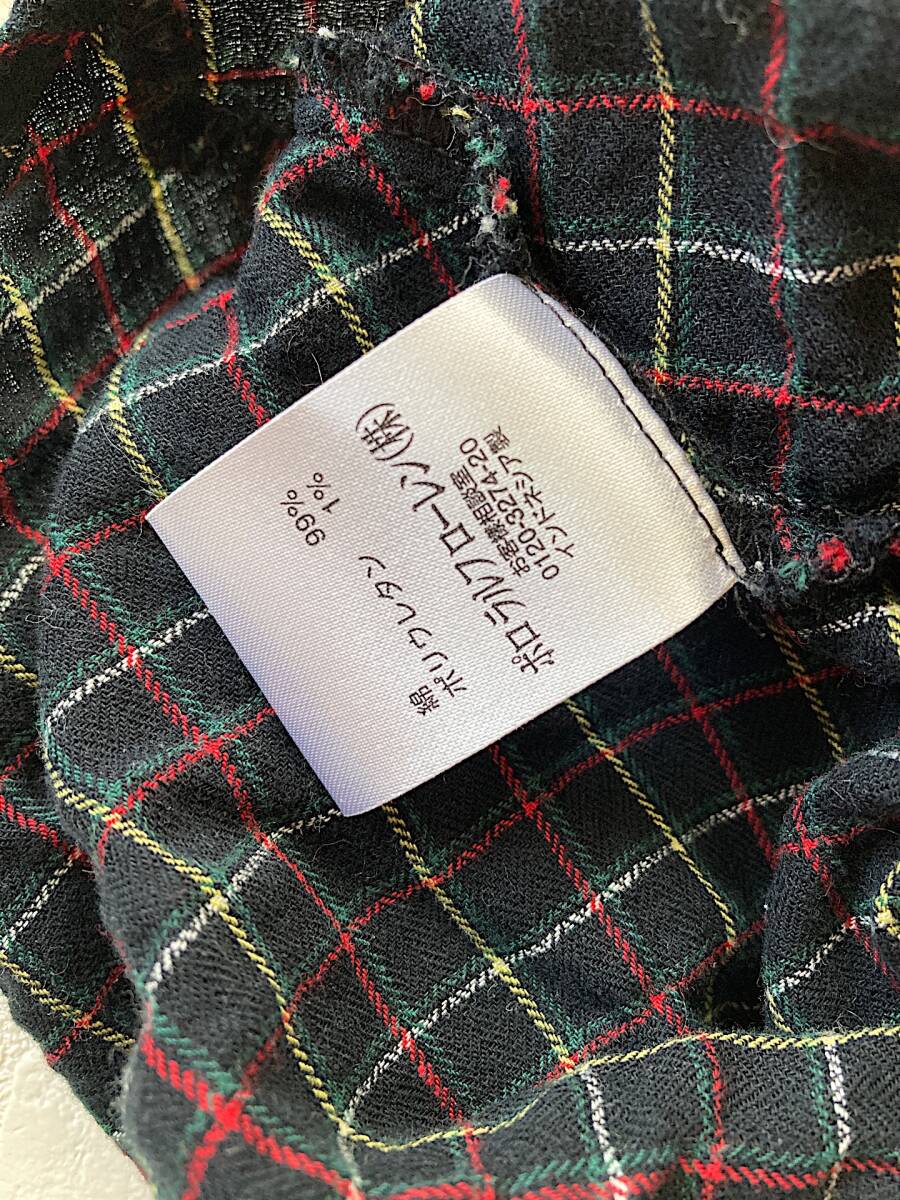 綿 99%
ポリウレタン 1%
ポロラルフローレン(株)
お客様相談室
0120-3274-20
インドネシア製